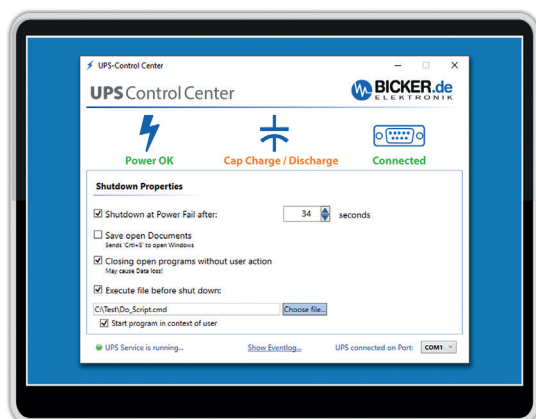 UPS-Control Center
UPS Control Center
BICKER.de
ELEKTRONIK
Power OK
Cap Charge / Discharge
Connected
Shutdown Properties
Shutdown at Power Fail after: 34 seconds
Save open Documents
Sends 'Crtl+S' to open Windows
Closing open programs without user action
May cause Data loss!
Execute file before shut down:
C:\Test\Do_Script.cmd Choose file...
Start program in context of user
UPS Service is running... Show Eventlog... UPS connected on Port: COM1